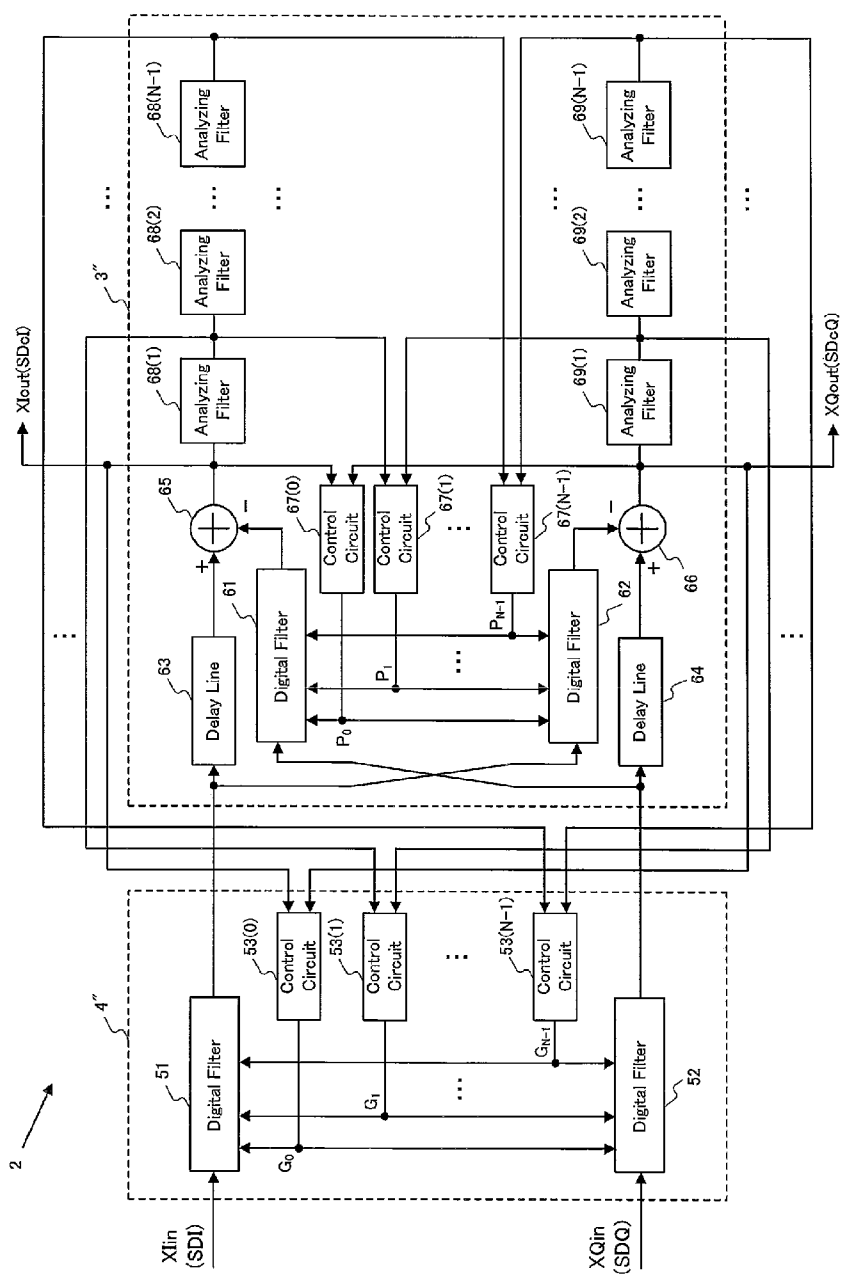 2
XIin
(SDI)
XQin
(SDQ)
4"
51
Digital Filter
52
Digital Filter
53(0)
Control
Circuit
53(1)
Control
Circuit
...
53(N-1)
Control
Circuit
G0
G1
...
GN-1
3"
63
Delay Line
64
Delay Line
61
Digital Filter
62
Digital Filter
P0
P1
...
PN-1
65
+
−
66
+
−
67(0)
Control
Circuit
67(1)
Control
Circuit
...
67(N-1)
Control
Circuit
68(1)
Analyzing
Filter
68(2)
Analyzing
Filter
...
68(N-1)
Analyzing
Filter
69(1)
Analyzing
Filter
69(2)
Analyzing
Filter
...
69(N-1)
Analyzing
Filter
XIout(SDcI)
XQout(SDcQ)